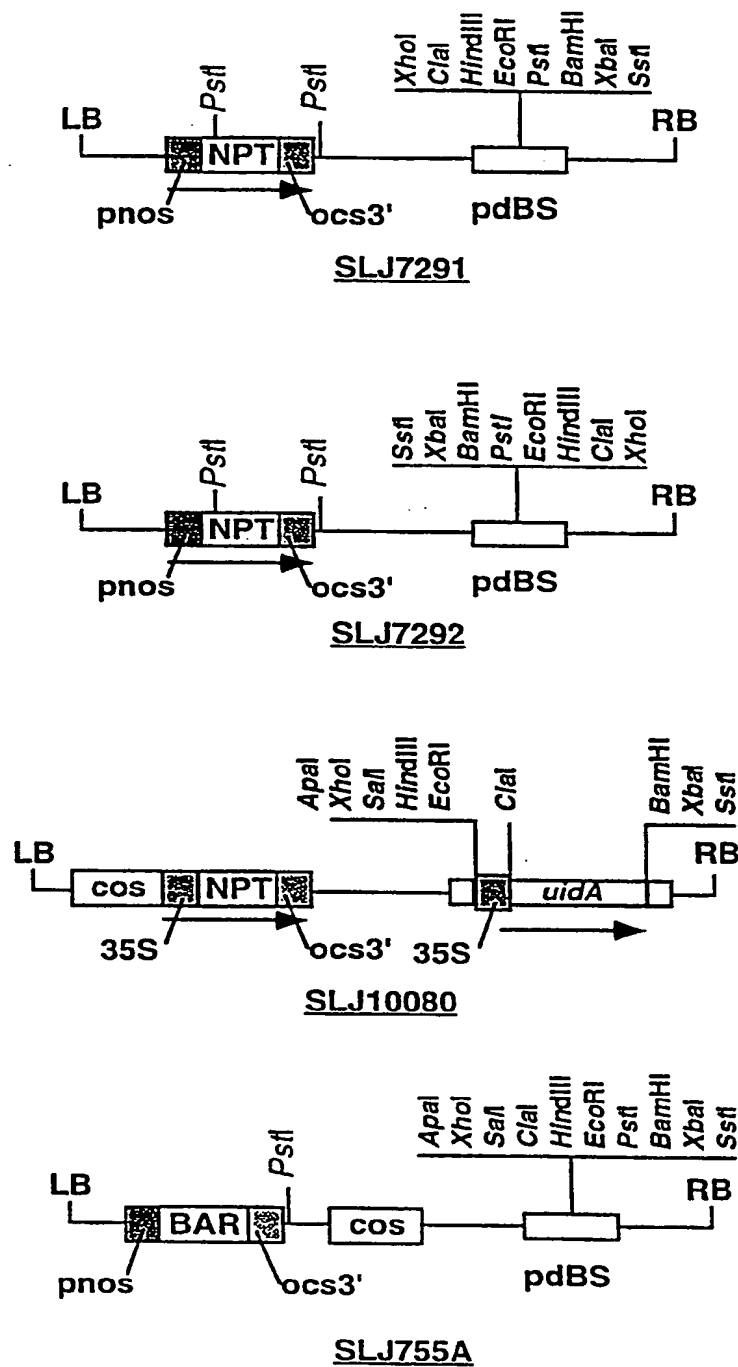 XhoI ClaI HindIII EcoRI PstI BamHI XbaI SstI
PstI PstI
LB RB
NPT
pnos ocs3' pdBS
SLJ7291
SstI XbaI BamHI PstI EcoRI HindIII ClaI XhoI
PstI PstI
LB RB
NPT
pnos ocs3' pdBS
SLJ7292
ApaI XhoI SalI HindIII EcoRI ClaI BamHI XbaI SstI
LB RB
cos NPT uidA
35S ocs3' 35S
SLJ10080
ApaI XhoI SalI ClaI HindIII EcoRI PstI BamHI XbaI SstI
PstI
LB RB
BAR cos
pnos ocs3' pdBS
SLJ755A